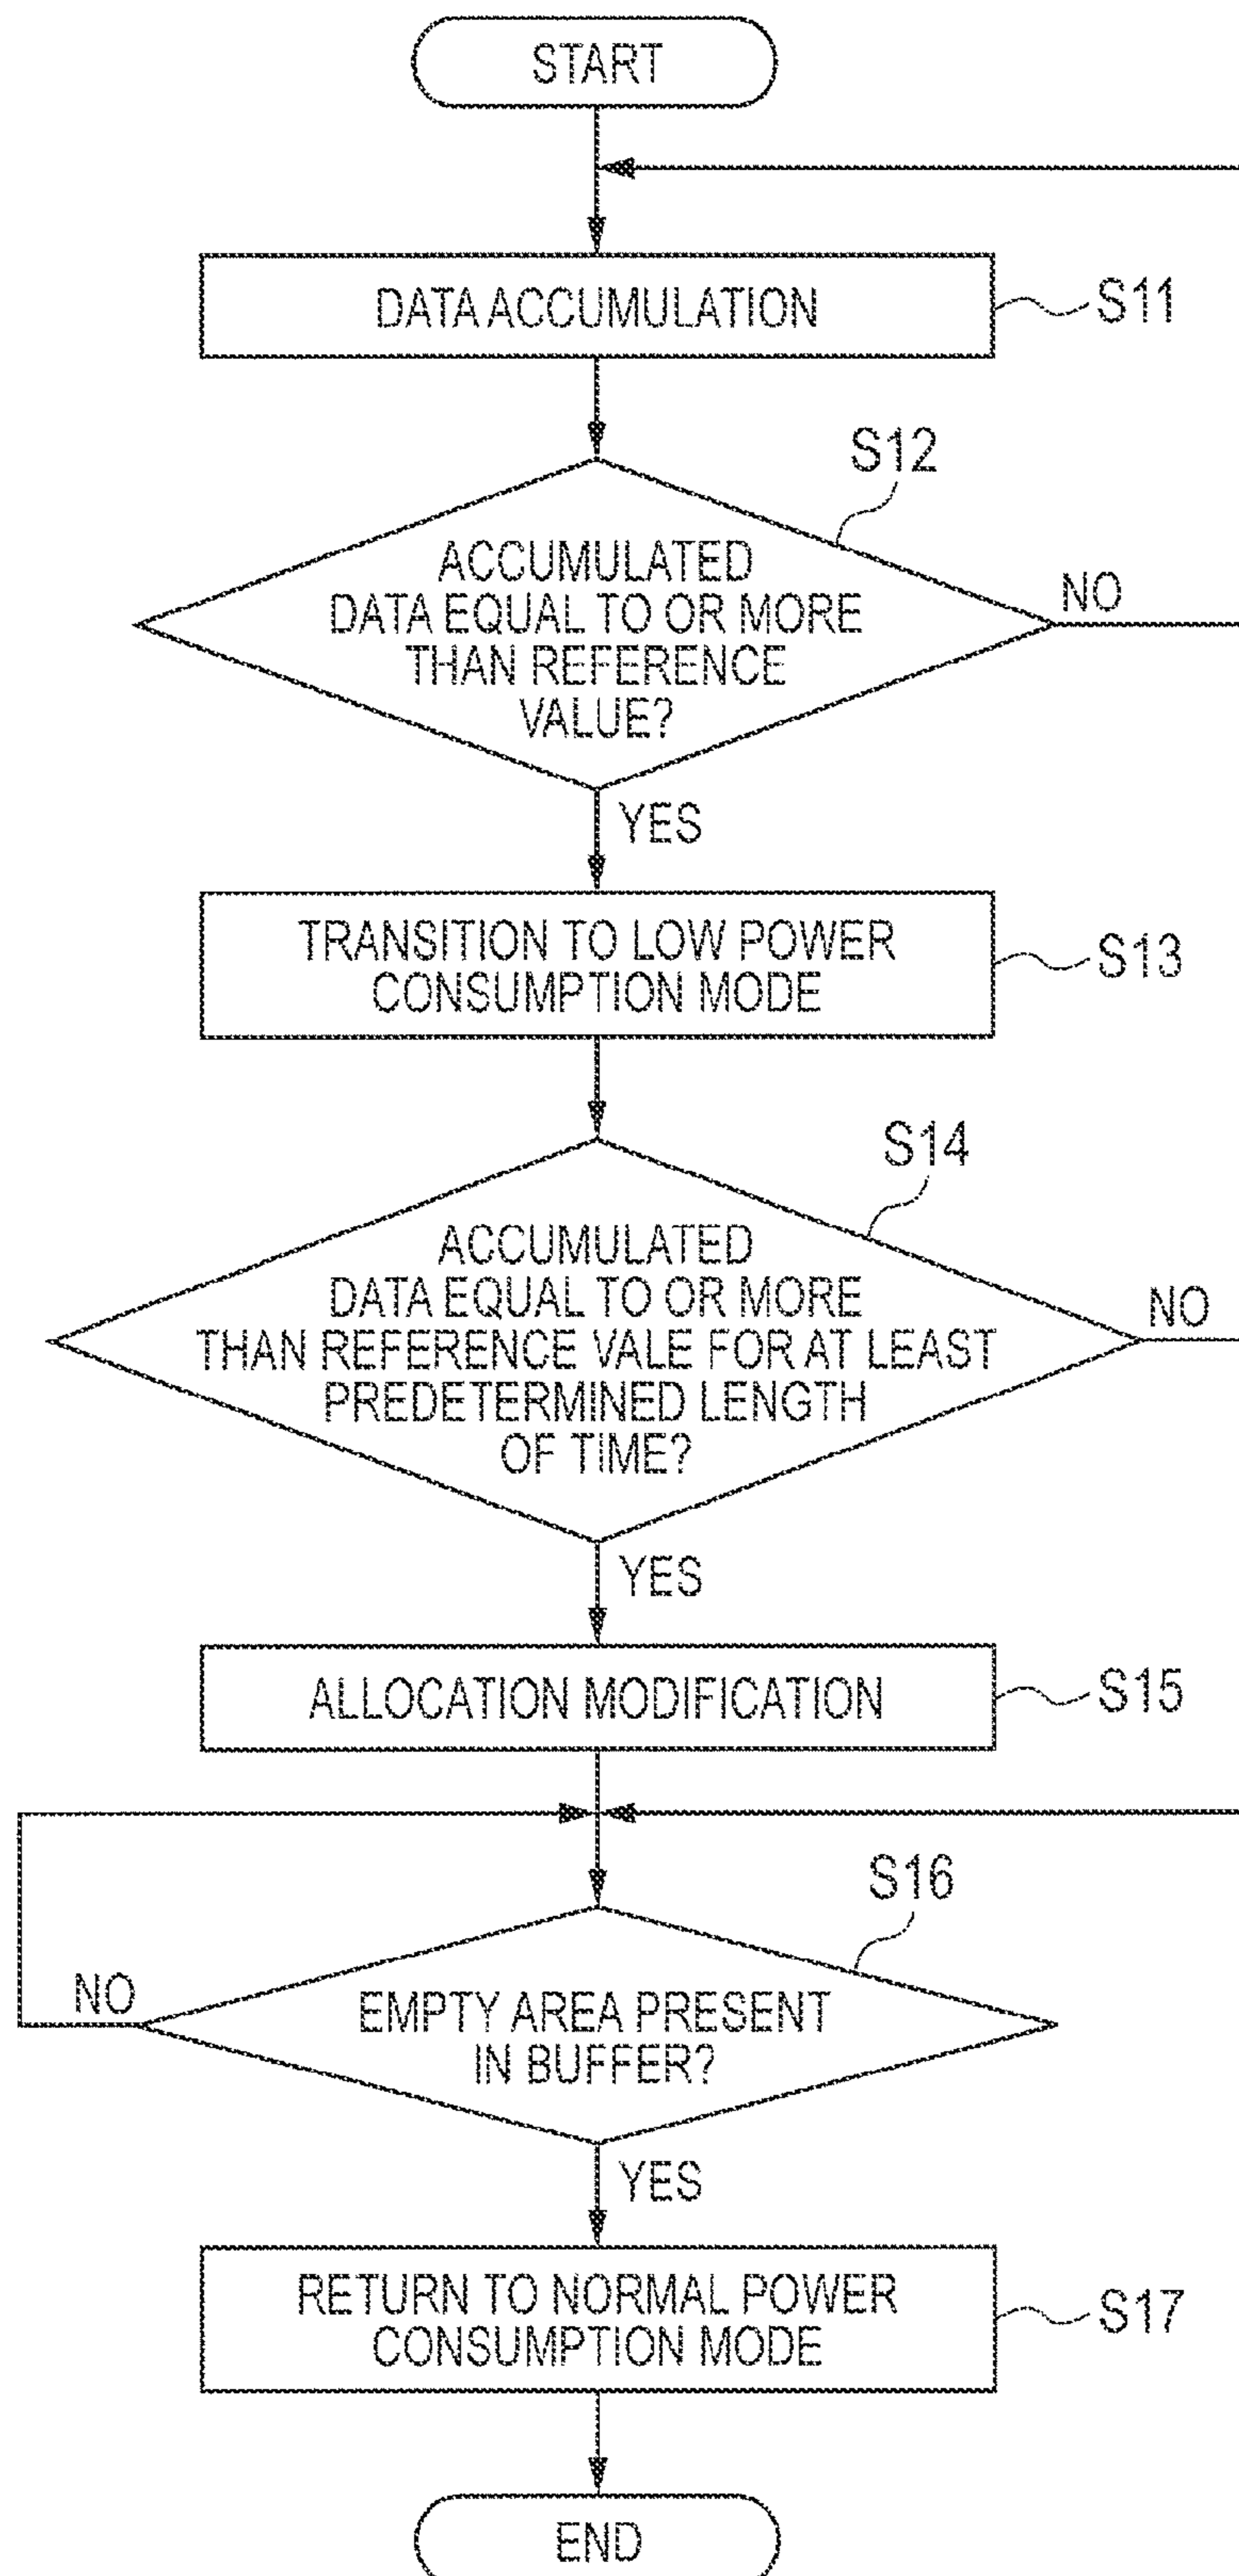 START
DATA ACCUMULATION
S11
S12
ACCUMULATED
DATA EQUAL TO OR MORE
THAN REFERENCE
VALUE?
NO
YES
TRANSITION TO LOW POWER
CONSUMPTION MODE
S13
S14
ACCUMULATED
DATA EQUAL TO OR MORE
THAN REFERENCE VALE FOR AT LEAST
PREDETERMINED LENGTH
OF TIME?
NO
YES
ALLOCATION MODIFICATION
S15
S16
NO
EMPTY AREA PRESENT
IN BUFFER?
YES
RETURN TO NORMAL POWER
CONSUMPTION MODE
S17
END